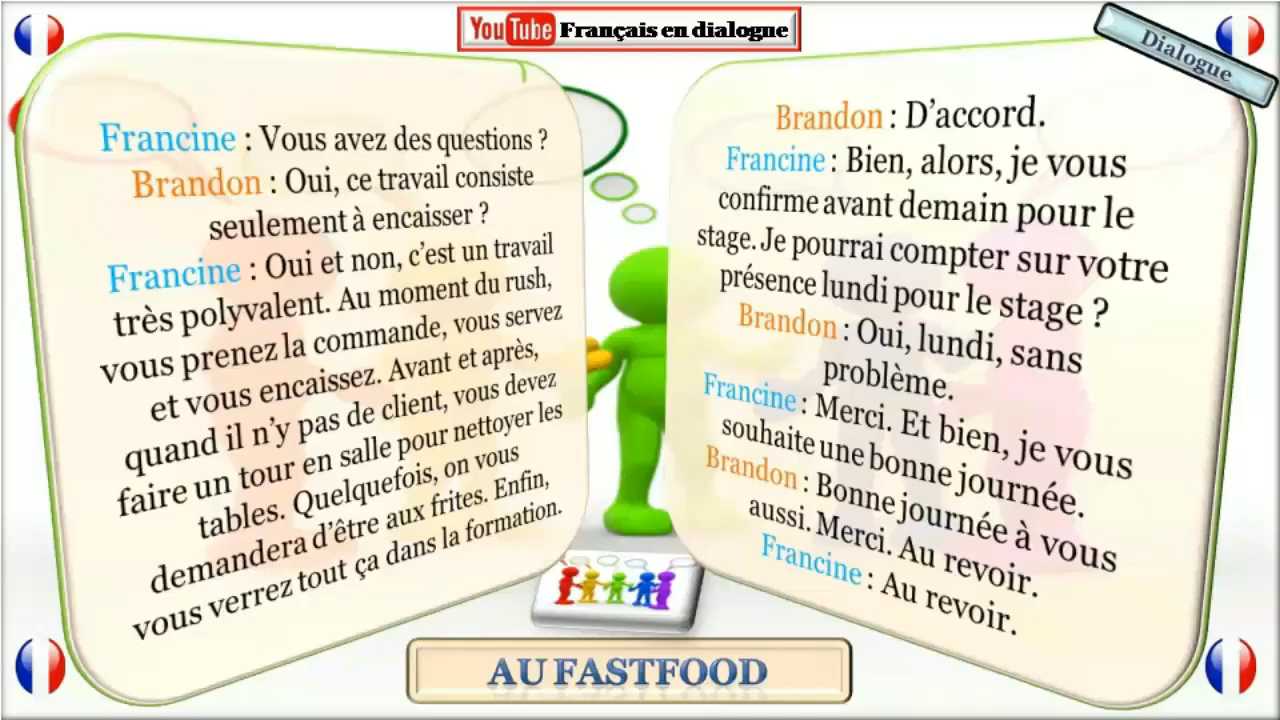 YouTube Français en dialogue
Dialogue
Francine : Vous avez des questions ?
Brandon : Oui, ce travail consiste
seulement à encaisser ?
Francine : Oui et non, c’est un travail
très polyvalent. Au moment du rush,
vous prenez la commande, vous servez
et vous encaissez. Avant et après,
quand il n’y pas de client, vous devez
faire un tour en salle pour nettoyer les
tables. Quelquefois, on vous
demandera d’être aux frites. Enfin,
vous verrez tout ça dans la formation.
Brandon : D’accord.
Francine : Bien, alors, je vous
confirme avant demain pour le
stage. Je pourrai compter sur votre
présence lundi pour le stage ?
Brandon : Oui, lundi, sans
problème.
Francine : Merci. Et bien, je vous
souhaite une bonne journée.
Brandon : Bonne journée à vous
aussi. Merci. Au revoir.
Francine : Au revoir.
AU FASTFOOD